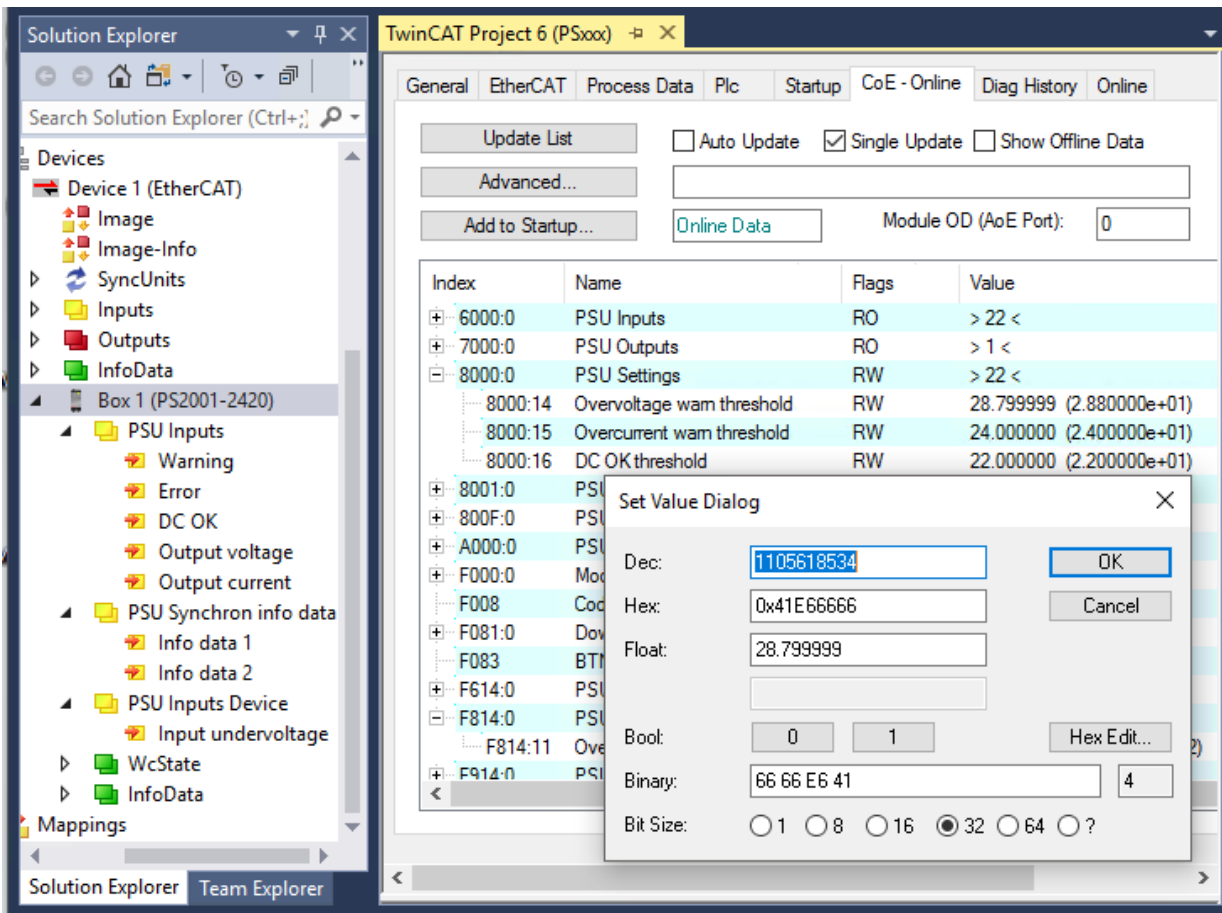 Solution Explorer
Search Solution Explorer (Ctrl+;)
Devices
Device 1 (EtherCAT)
Image
Image-Info
SyncUnits
Inputs
Outputs
InfoData
Box 1 (PS2001-2420)
PSU Inputs
Warning
Error
DC OK
Output voltage
Output current
PSU Synchron info data
Info data 1
Info data 2
PSU Inputs Device
Input undervoltage
WcState
InfoData
Mappings
Solution Explorer Team Explorer
TwinCAT Project 6 (PSxxx)
General EtherCAT Process Data Plc Startup CoE - Online Diag History Online
Update List Auto Update Single Update Show Offline Data
Advanced...
Add to Startup... Online Data Module OD (AoE Port): 0
Index Name Flags Value
6000:0 PSU Inputs RO > 22 <
7000:0 PSU Outputs RO > 1 <
8000:0 PSU Settings RW > 22 <
8000:14 Overvoltage warn threshold RW 28.799999 (2.880000e+01)
8000:15 Overcurrent warn threshold RW 24.000000 (2.400000e+01)
8000:16 DC OK threshold RW 22.000000 (2.200000e+01)
8001:0
800F:0
A000:0
F000:0
F008
F081:0
F083
F614:0
F814:0
F814:11
F914:0
Set Value Dialog
Dec: 1105618534 OK
Hex: 0x41E66666 Cancel
Float: 28.799999
Bool: 0 1 Hex Edit...
Binary: 66 66 E6 41 4
Bit Size: 1 8 16 32 64 ?